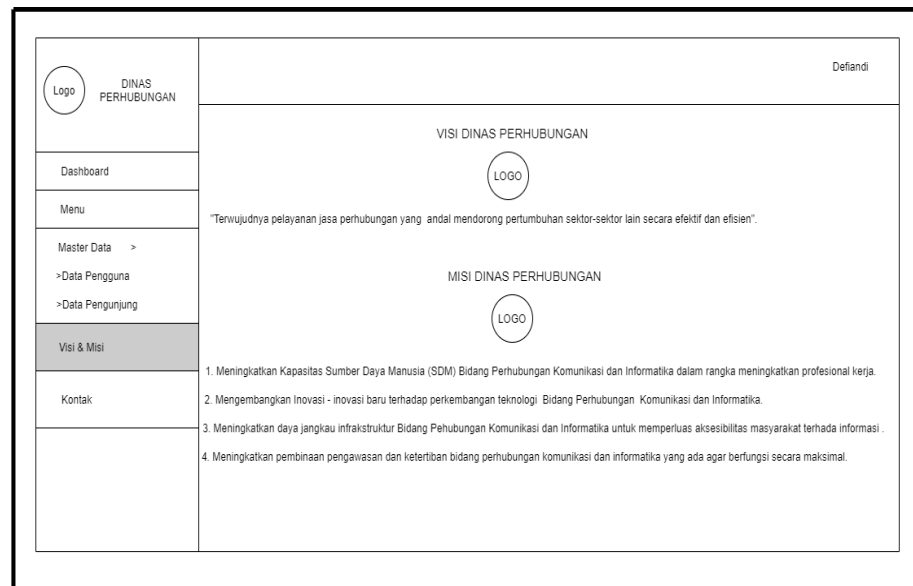 Logo
DINAS
PERHUBUNGAN
Defiandi
Dashboard
Menu
Master Data >
>Data Pengguna
>Data Pengunjung
Visi & Misi
Kontak
VISI DINAS PERHUBUNGAN
LOGO
"Terwujudnya pelayanan jasa perhubungan yang andal mendorong pertumbuhan sektor-sektor lain secara efektif dan efisien".
MISI DINAS PERHUBUNGAN
LOGO
1. Meningkatkan Kapasitas Sumber Daya Manusia (SDM) Bidang Perhubungan Komunikasi dan Informatika dalam rangka meningkatkan profesional kerja.
2. Mengembangkan Inovasi - inovasi baru terhadap perkembangan teknologi Bidang Perhubungan Komunikasi dan Informatika.
3. Meningkatkan daya jangkau infrakstruktur Bidang Pehubungan Komunikasi dan Informatika untuk memperluas aksesibilitas masyarakat terhada informasi .
4. Meningkatkan pembinaan pengawasan dan ketertiban bidang perhubungan komunikasi dan informatika yang ada agar berfungsi secara maksimal.